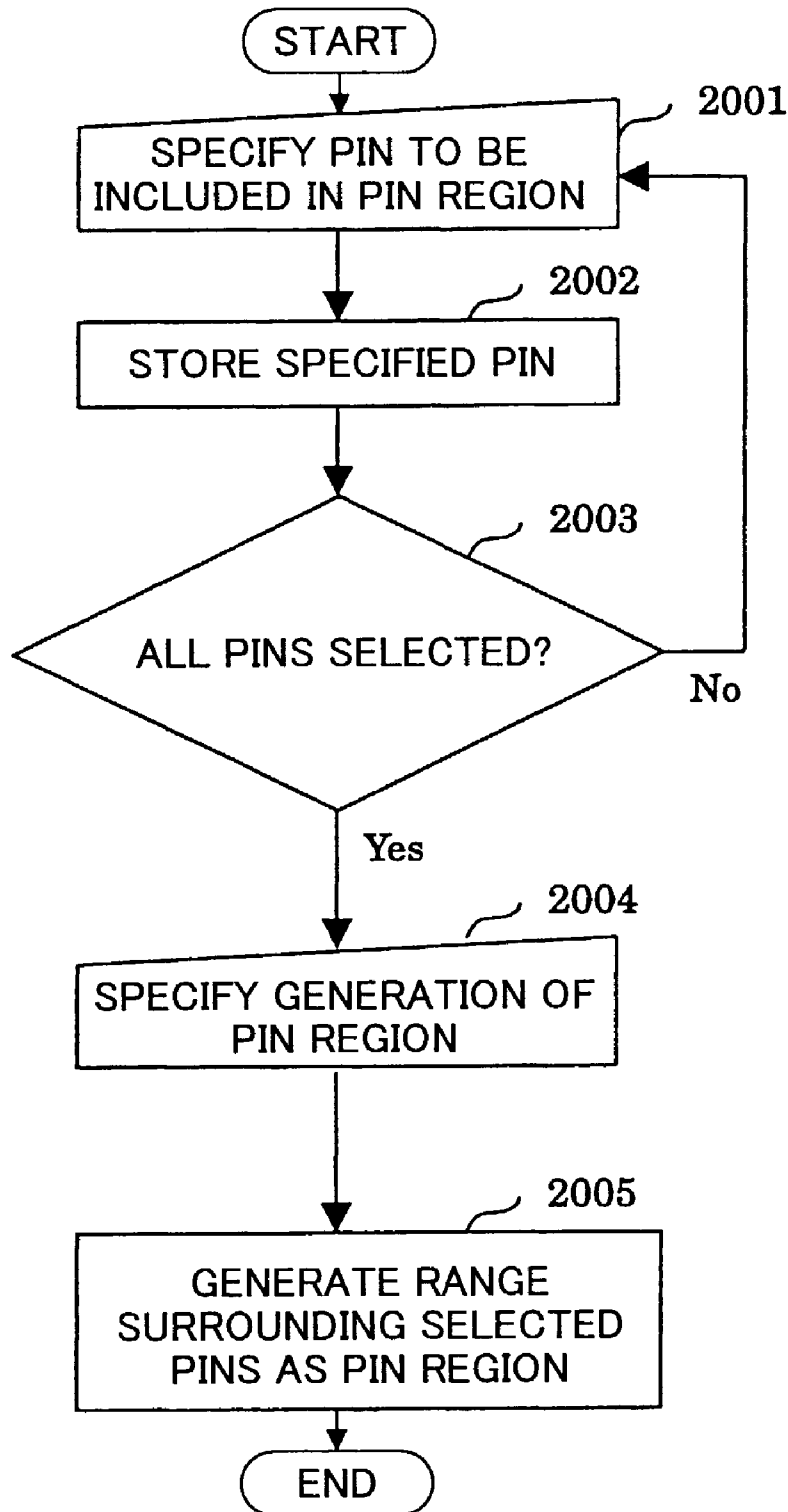 START
2001
SPECIFY PIN TO BE
INCLUDED IN PIN REGION
2002
STORE SPECIFIED PIN
2003
ALL PINS SELECTED?
No
Yes
2004
SPECIFY GENERATION OF
PIN REGION
2005
GENERATE RANGE
SURROUNDING SELECTED
PINS AS PIN REGION
END